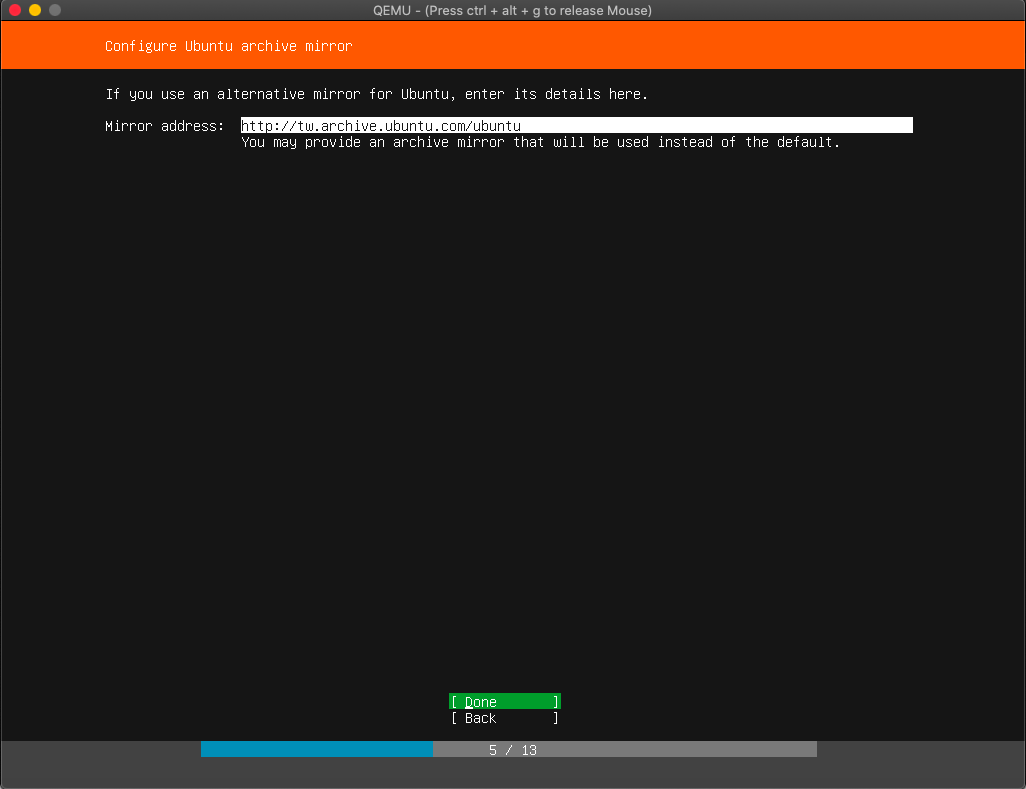 QEMU - (Press ctrl + alt + g to release Mouse)
Configure Ubuntu archive mirror
If you use an alternative mirror for Ubuntu, enter its details here.
Mirror address: http://tw.archive.ubuntu.com/ubuntu
You may provide an archive mirror that will be used instead of the default.
[ Done ]
[ Back ]
5 / 13